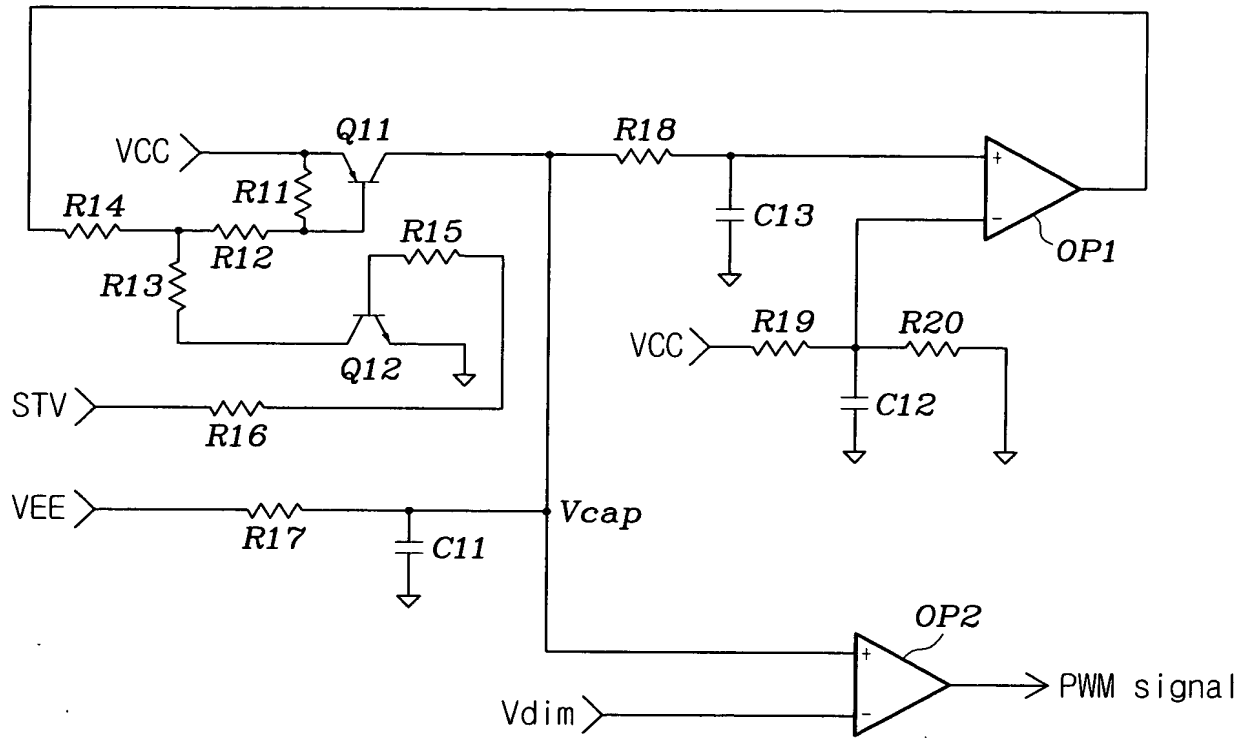 Q11
R18
VCC
+
R11
R14
C13
R15
−
R12
OP1
R13
R19
R20
VCC
Q12
STV
C12
R16
VEE
Vcap
R17
C11
OP2
+
PWM signal
Vdim
−